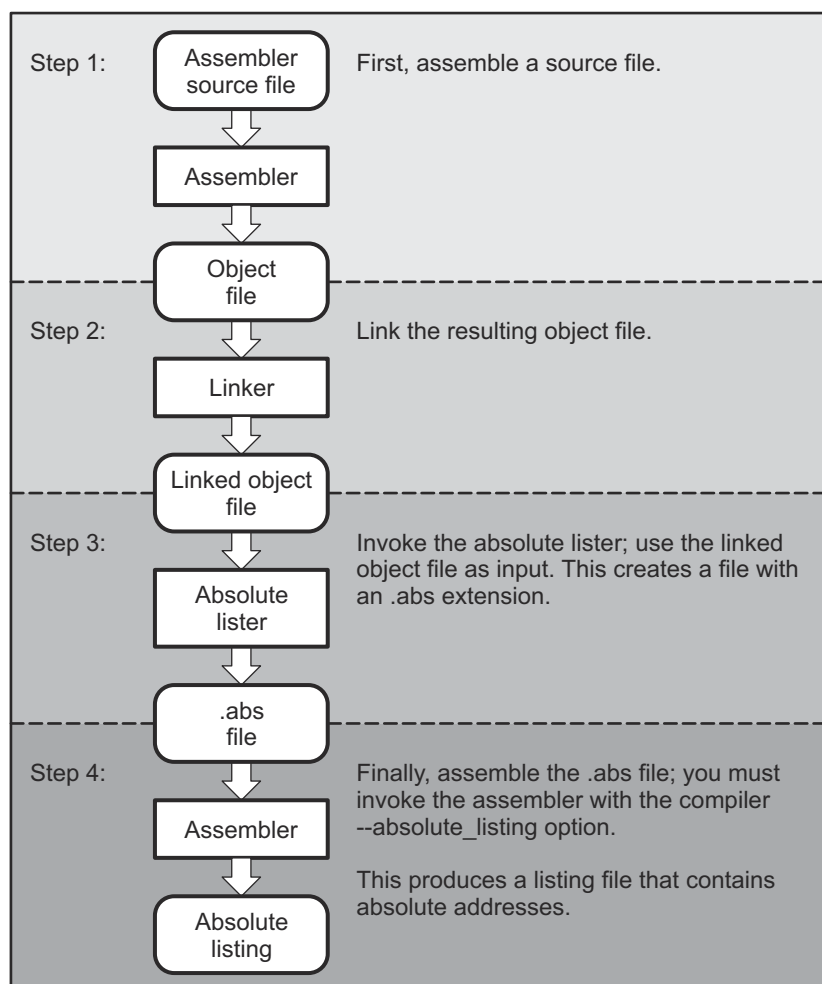 Step 1:
Assembler
source file
First, assemble a source file.
Assembler
Object
file
Step 2:
Link the resulting object file.
Linker
Linked object
file
Step 3:
Invoke the absolute lister; use the linked
object file as input. This creates a file with
an .abs extension.
Absolute
lister
.abs
file
Step 4:
Finally, assemble the .abs file; you must
invoke the assembler with the compiler
--absolute_listing option.
Assembler
This produces a listing file that contains
absolute addresses.
Absolute
listing